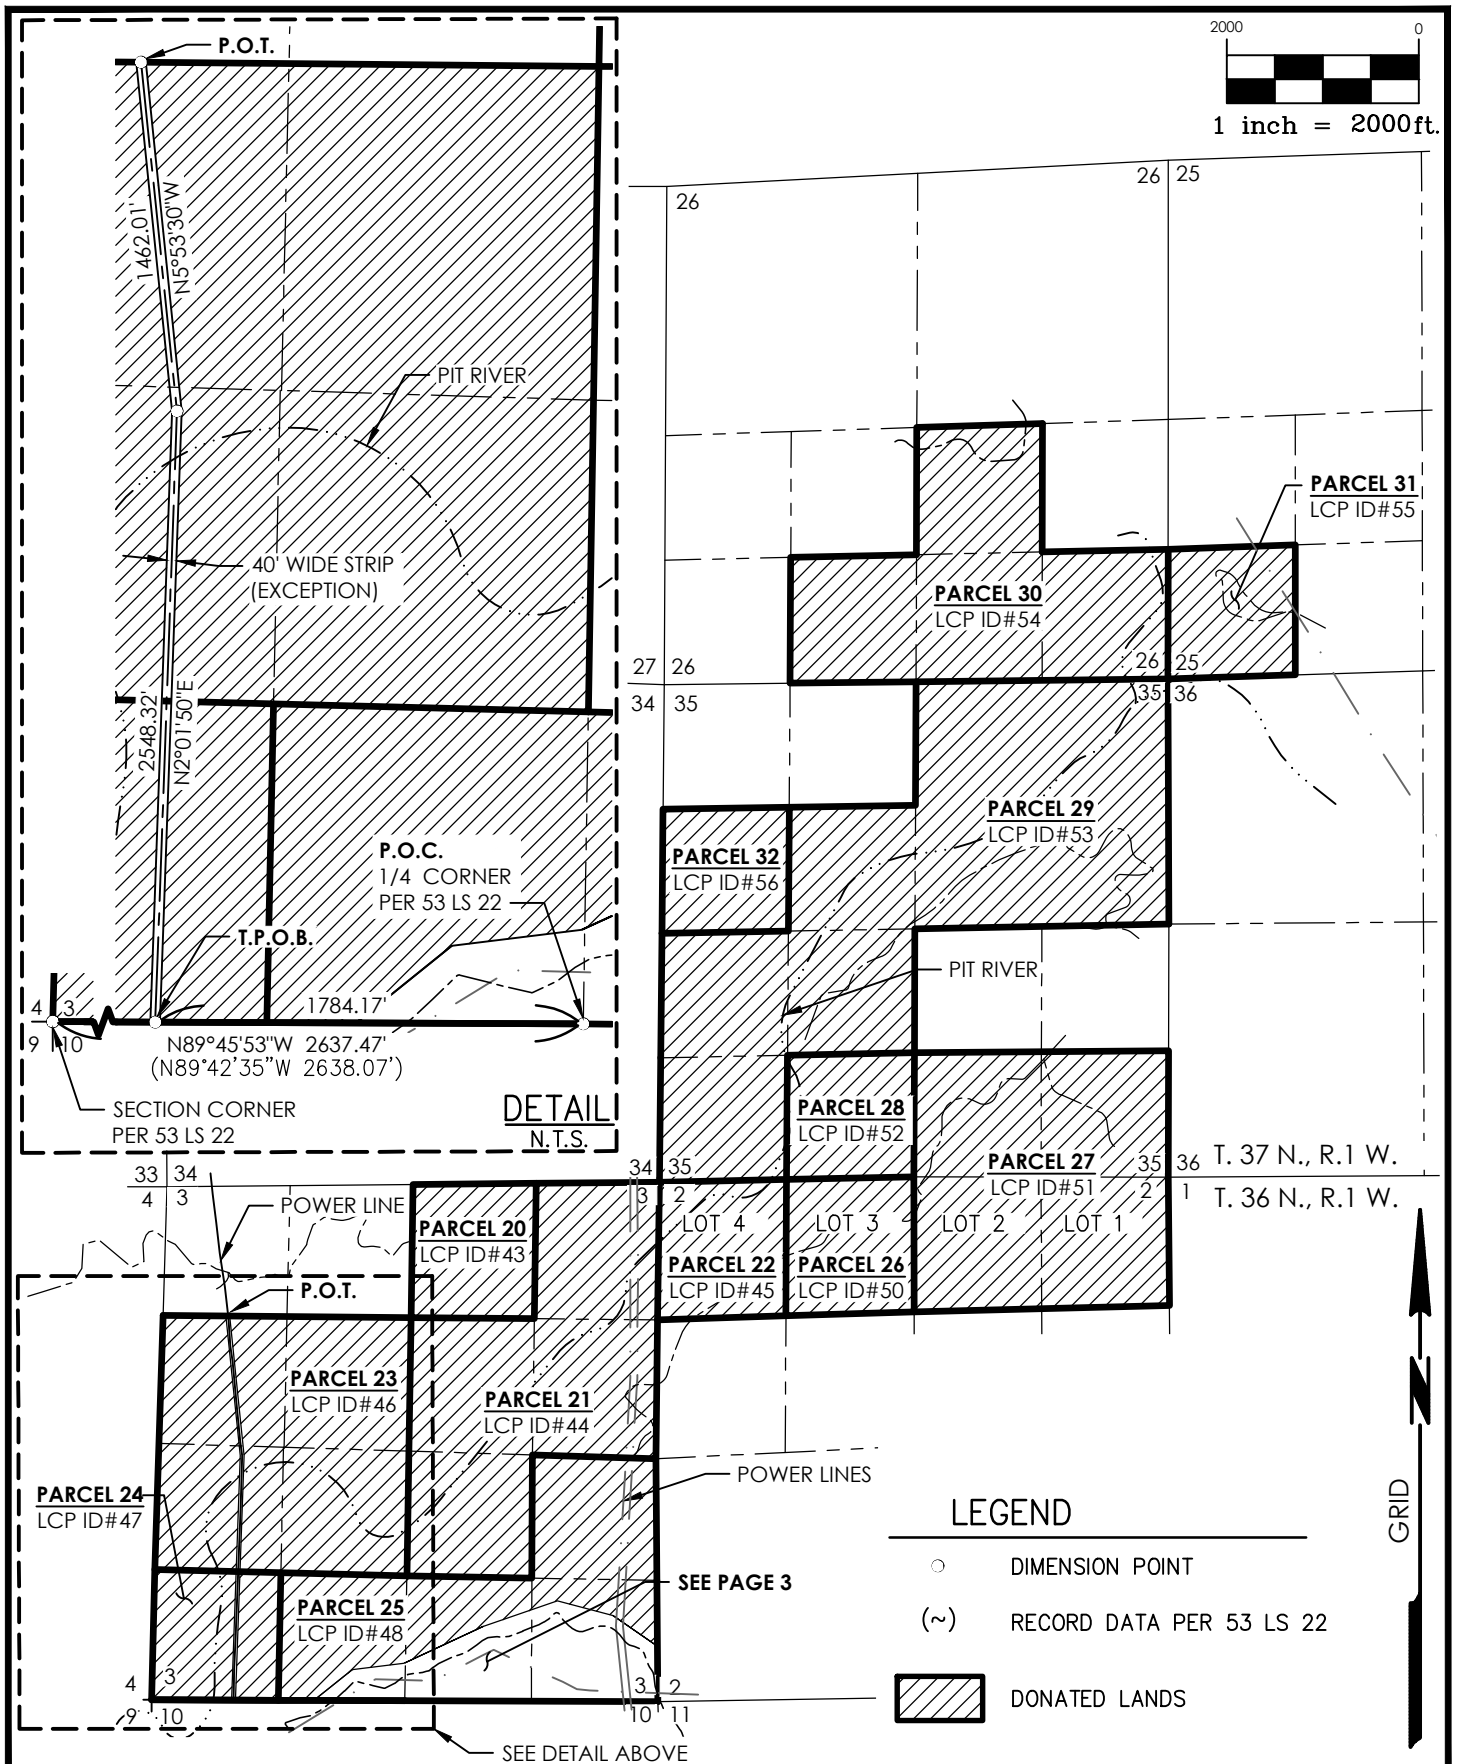 P.O.T.
1462.01'
N5°53'30"W
PIT RIVER
40' WIDE STRIP
(EXCEPTION)
2548.32'
N2°01'50"E
P.O.C.
1/4 CORNER
PER 53 LS 22
T.P.O.B.
1784.17'
4 3
9 10
N89°45'53"W 2637.47'
(N89°42'35"W 2638.07')
SECTION CORNER
PER 53 LS 22
DETAIL
N.T.S.
2000 0
1 inch = 2000ft.
26 25
26
PARCEL 31
LCP ID#55
PARCEL 30
LCP ID#54
27 26
34 35
26 25
35 36
PARCEL 29
LCP ID#53
PARCEL 32
LCP ID#56
PIT RIVER
PARCEL 28
LCP ID#52
PARCEL 27
LCP ID#51
33 34
4 3
34 35
3 2
35 36
2 1
T. 37 N., R.1 W.
T. 36 N., R.1 W.
POWER LINE
PARCEL 20
LCP ID#43
LOT 4
LOT 3
LOT 2
LOT 1
PARCEL 22
LCP ID#45
PARCEL 26
LCP ID#50
P.O.T.
PARCEL 23
LCP ID#46
PARCEL 21
LCP ID#44
POWER LINES
PARCEL 24
LCP ID#47
SEE PAGE 3
PARCEL 25
LCP ID#48
4 3
9 10
3 2
10 11
SEE DETAIL ABOVE
LEGEND
DIMENSION POINT
(~) RECORD DATA PER 53 LS 22
DONATED LANDS
N
GRID